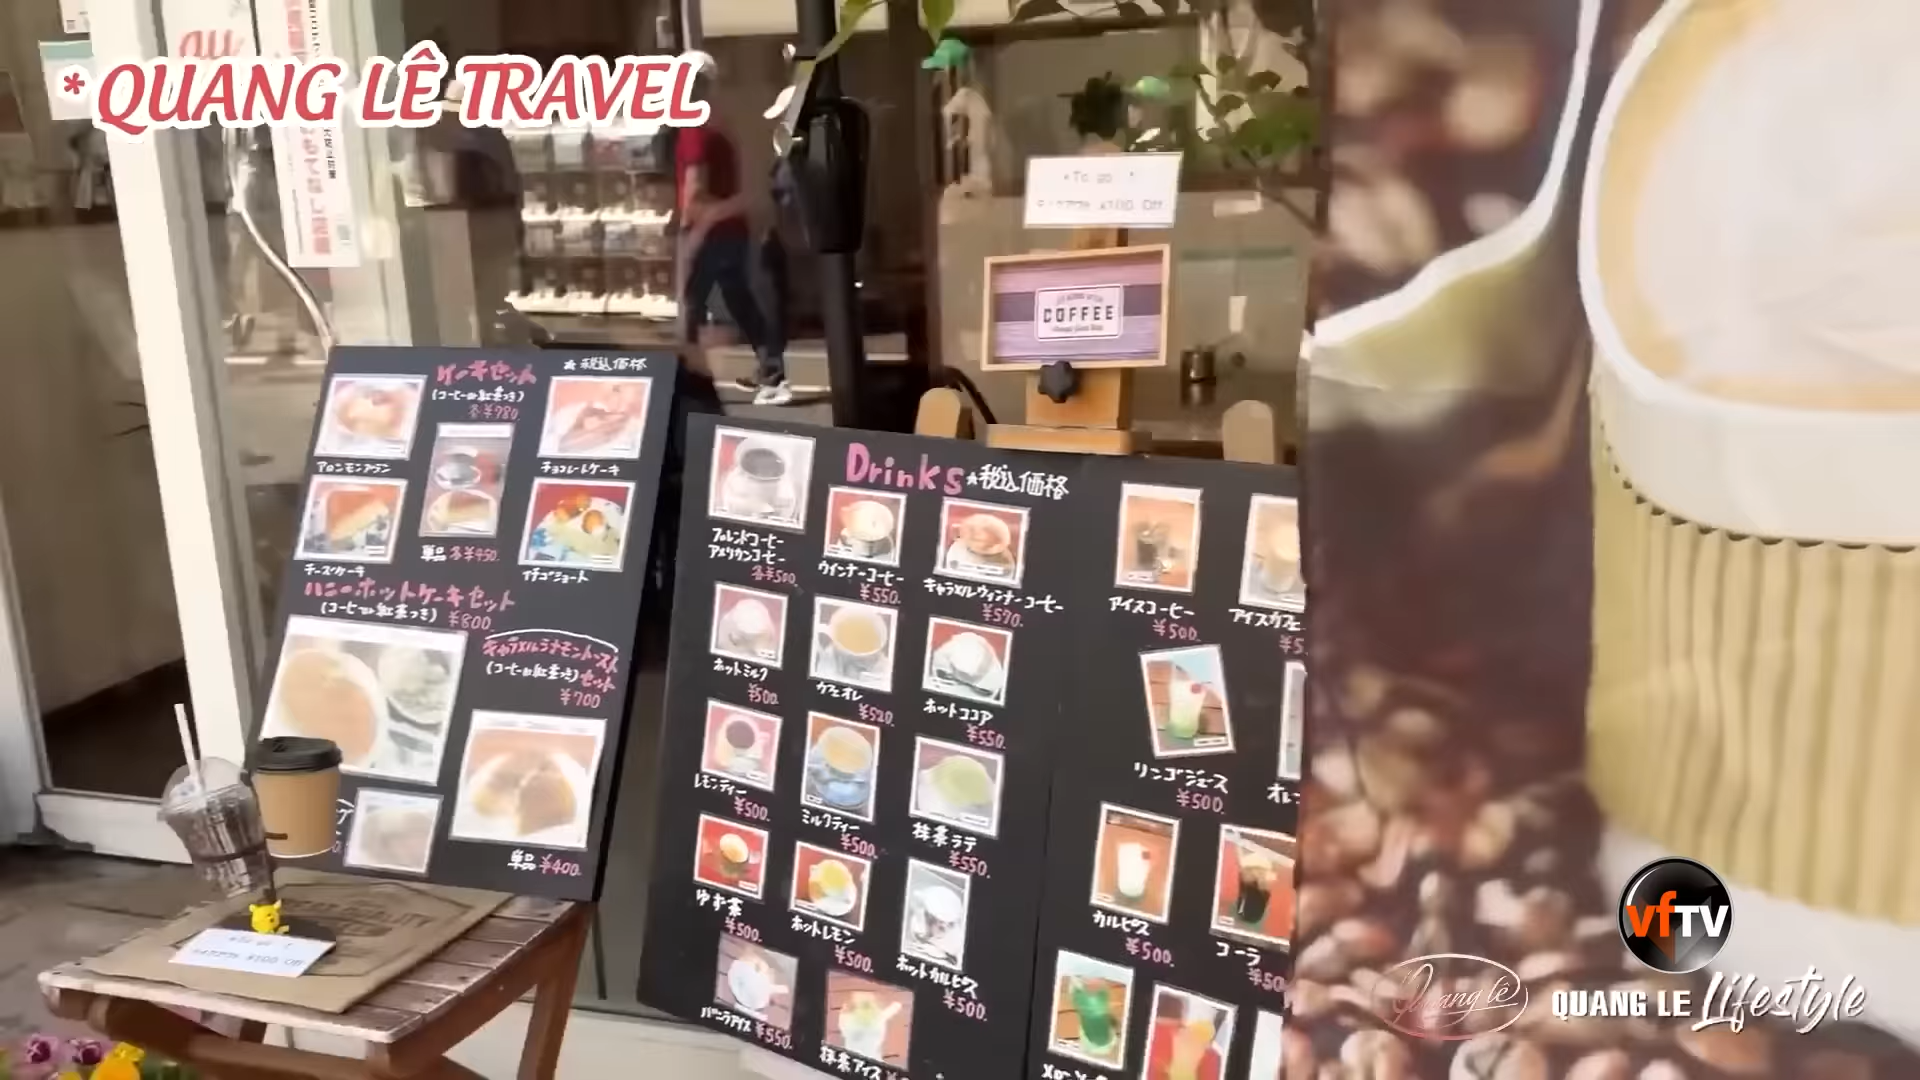 * QUANG LÊ TRAVEL
COFFEE
ケーキセット
★税込価格
(コーヒーor紅茶つき)
各¥780.
チョコレートケーキ
チーズケーキ
単品 各¥450.
イチゴショート
ハニーホットケーキセット
(コーヒーor紅茶つき) ¥800.
キャラメルシナモントースト
(コーヒーor紅茶つき)セット
¥700
単品 ¥400.
Drinks ★税込価格
ブレンドコーヒー
アメリカンコーヒー
各¥500.
ウインナーコーヒー
¥550.
キャラメルウィンナーコーヒー
¥570.
ホットミルク
¥500.
カフェオレ
¥520.
ホットココア
¥550.
レモンティー
¥500.
ミルクティー
¥500.
抹茶ラテ
¥550.
ゆず茶
¥500.
ホットレモン
¥500.
ホットカルピス
¥500.
バニラアイス ¥550.
抹茶アイス
アイスコーヒー
¥500.
アイスカフェ
リンゴジュース
¥500.
カルピス
¥500.
コーラ
¥50
vfTV
Quang lê
QUANG LE Lifestyle